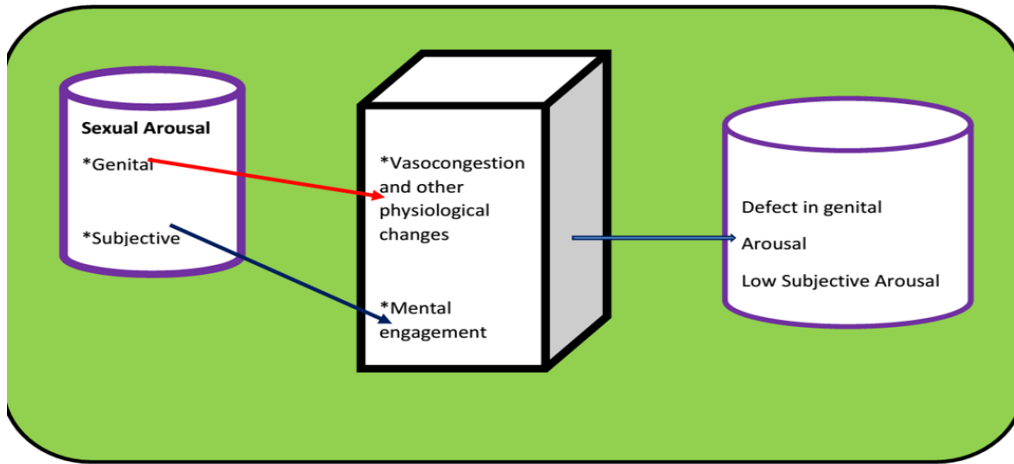 Sexual Arousal
*Genital
*Subjective
*Vasocongestion
and other
physiological
changes
*Mental
engagement
Defect in genital
Arousal
Low Subjective Arousal